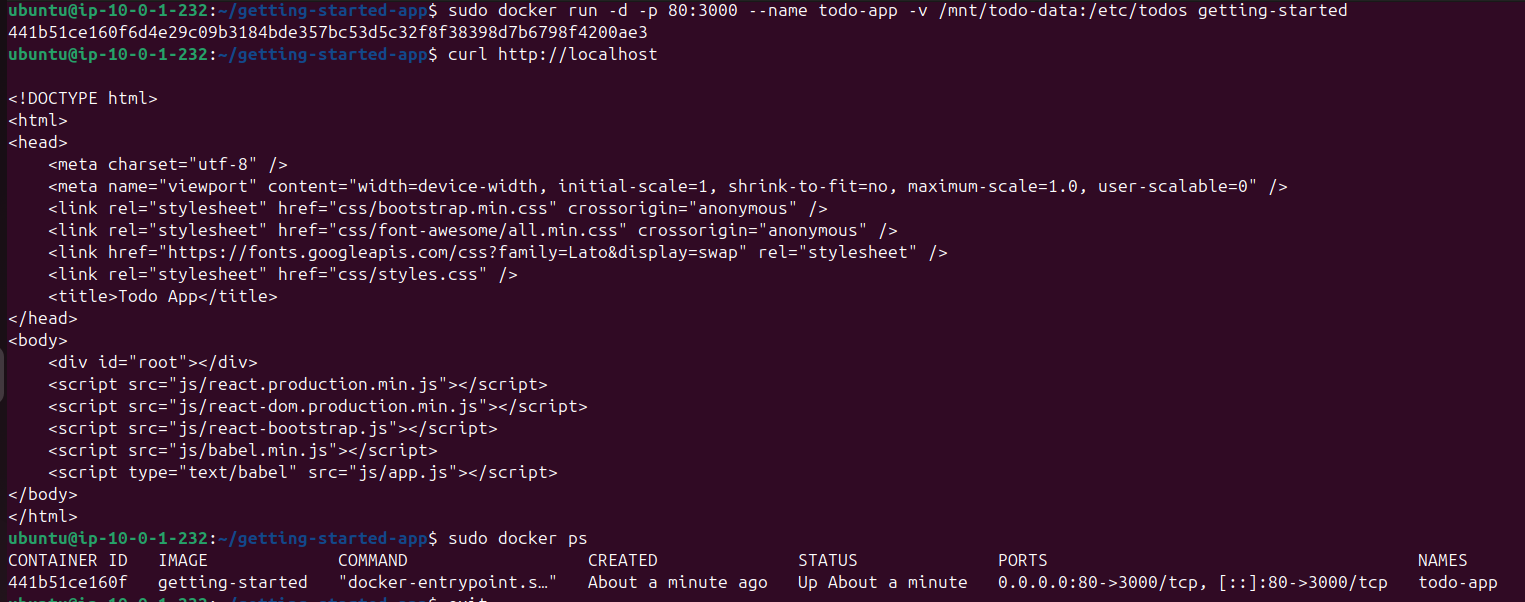 ubuntu@ip-10-0-1-232:~/getting-started-app$ sudo docker run -d -p 80:3000 --name todo-app -v /mnt/todo-data:/etc/todos getting-started
441b51ce160f6d4e29c09b3184bde357bc53d5c32f8f38398d7b6798f4200ae3
ubuntu@ip-10-0-1-232:~/getting-started-app$ curl http://localhost
<!DOCTYPE html>
<html>
<head>
    <meta charset="utf-8" />
    <meta name="viewport" content="width=device-width, initial-scale=1, shrink-to-fit=no, maximum-scale=1.0, user-scalable=0" />
    <link rel="stylesheet" href="css/bootstrap.min.css" crossorigin="anonymous" />
    <link rel="stylesheet" href="css/font-awesome/all.min.css" crossorigin="anonymous" />
    <link href="https://fonts.googleapis.com/css?family=Lato&display=swap" rel="stylesheet" />
    <link rel="stylesheet" href="css/styles.css" />
    <title>Todo App</title>
</head>
<body>
    <div id="root"></div>
    <script src="js/react.production.min.js"></script>
    <script src="js/react-dom.production.min.js"></script>
    <script src="js/react-bootstrap.js"></script>
    <script src="js/babel.min.js"></script>
    <script type="text/babel" src="js/app.js"></script>
</body>
</html>
ubuntu@ip-10-0-1-232:~/getting-started-app$ sudo docker ps
CONTAINER ID   IMAGE             COMMAND                  CREATED              STATUS              PORTS                                     NAMES
441b51ce160f   getting-started   "docker-entrypoint.s…"   About a minute ago   Up About a minute   0.0.0.0:80->3000/tcp, [::]:80->3000/tcp   todo-app